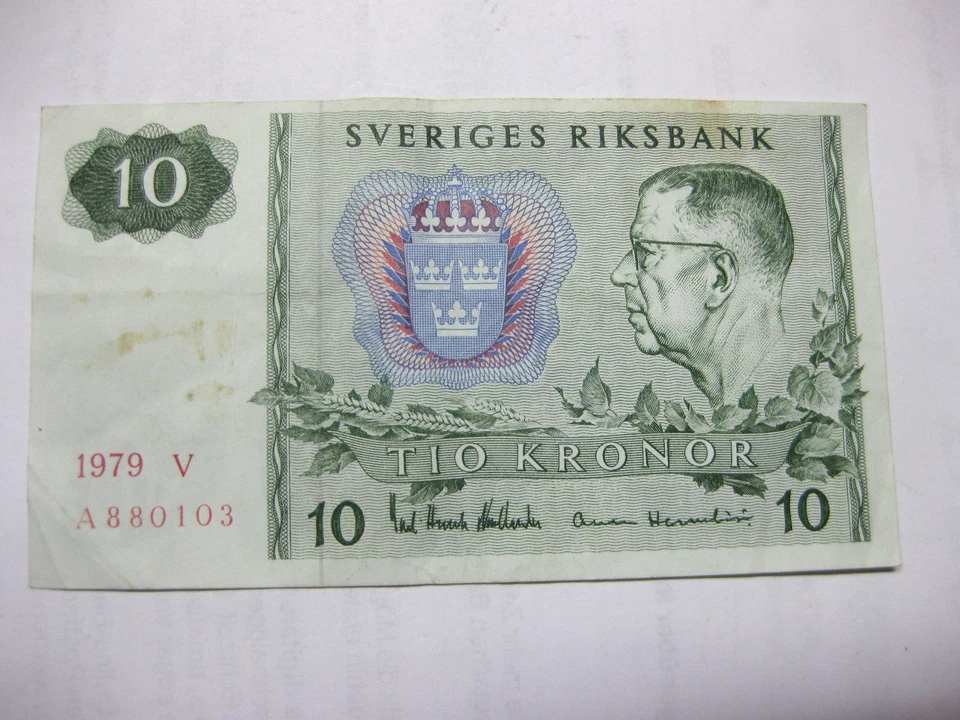 10
SVERIGES RIKSBANK
TIO KRONOR
1979 V
A880103
10
10